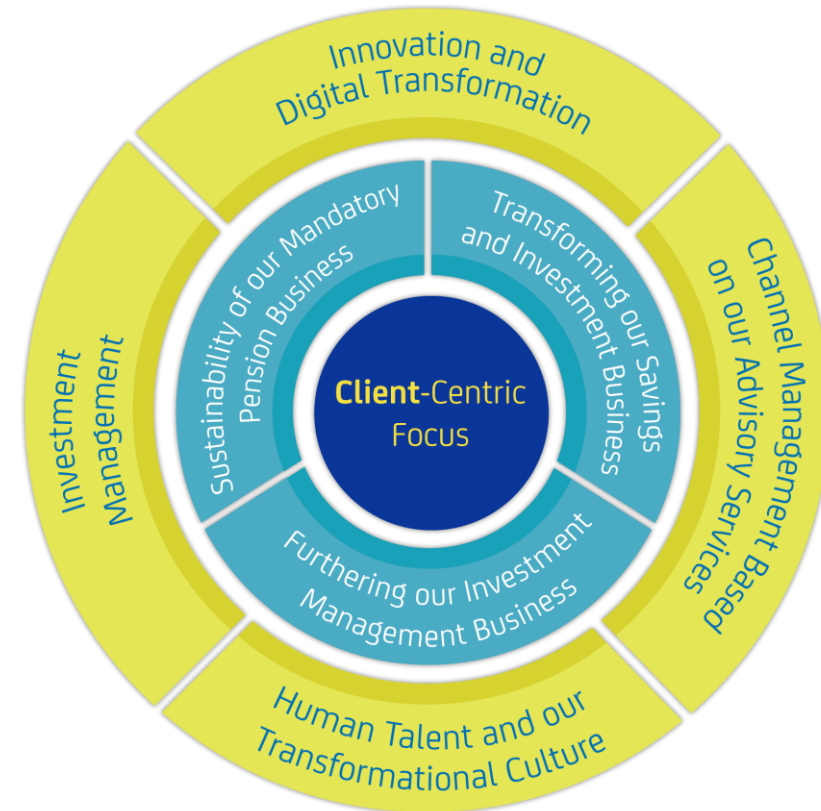 Innovation and
Digital Transformation
Sustainability of our Mandatory
Pension Business
Transforming our Savings
and Investment Business
Channel Management Based
on our Advisory Services
Investment
Management
Client-Centric
Focus
Furthering our Investment
Management Business
Human Talent and our
Transformational Culture